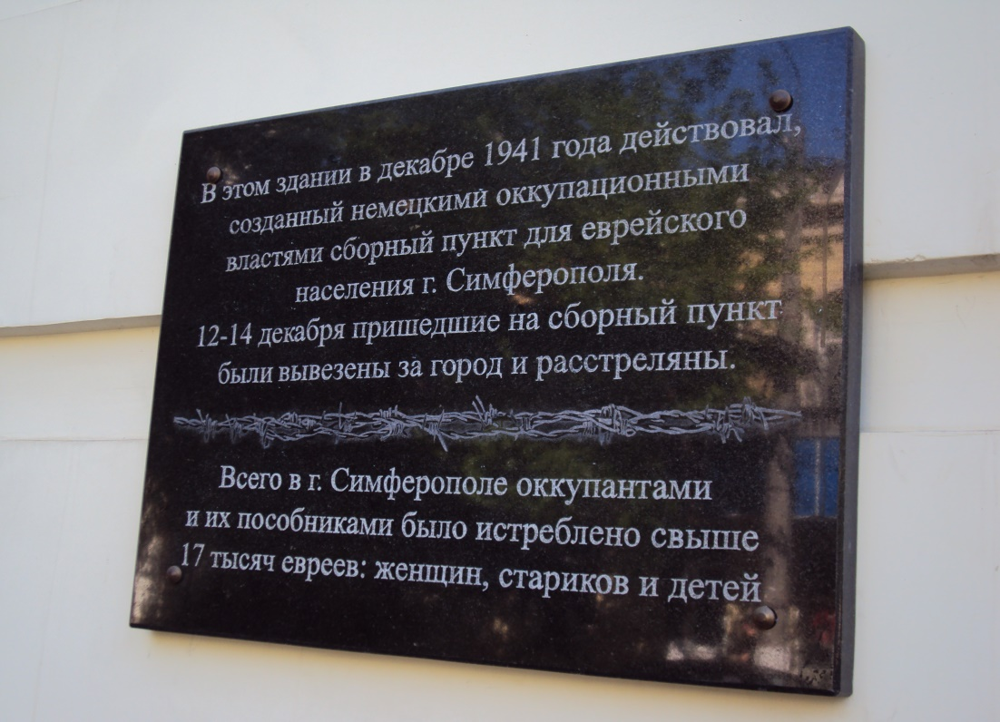 В этом здании в декабре 1941 года действовал,
созданный немецкими оккупационными
властями сборный пункт для еврейского
населения г. Симферополя.
12-14 декабря пришедшие на сборный пункт
были вывезены за город и расстреляны.
Всего в г. Симферополе оккупантами
и их пособниками было истреблено свыше
17 тысяч евреев: женщин, стариков и детей